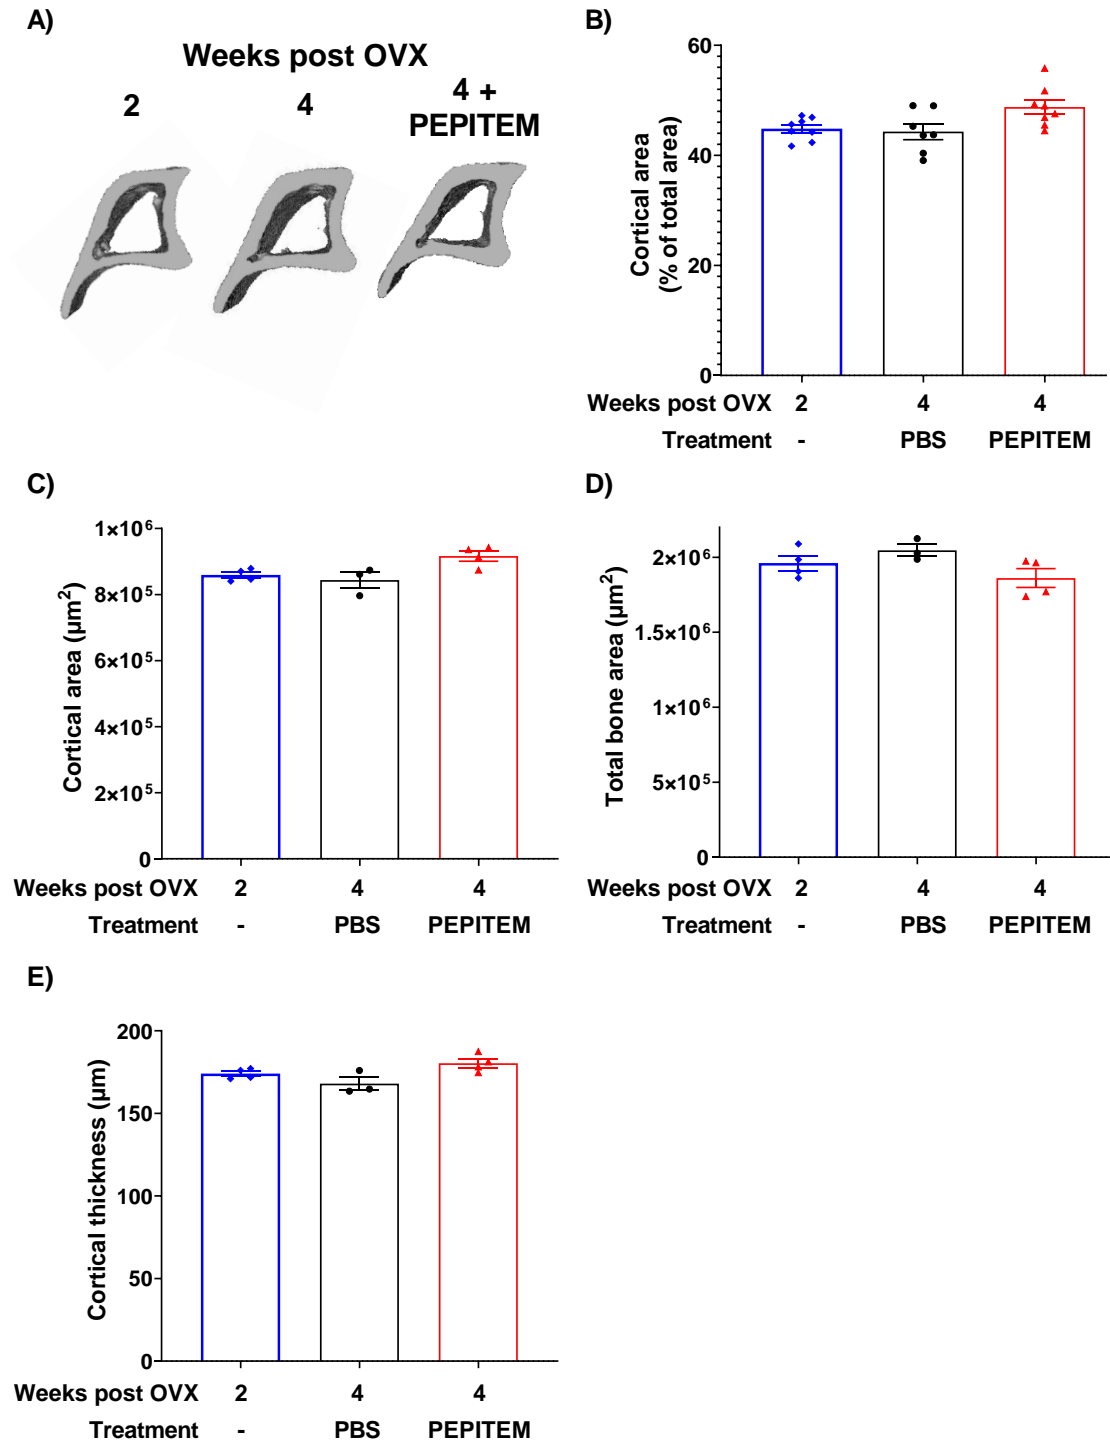 A)
Weeks post OVX
2
4
4 +
PEPITEM
B)
Cortical area
(% of total area)
60
40
20
0
Weeks post OVX 2 4 4
Treatment - PBS PEPITEM
C)
Cortical area (µm²)
1×10⁶
8×10⁵
6×10⁵
4×10⁵
2×10⁵
0
Weeks post OVX 2 4 4
Treatment - PBS PEPITEM
D)
Total bone area (µm²)
2×10⁶
1.5×10⁶
1×10⁶
5×10⁵
0
Weeks post OVX 2 4 4
Treatment - PBS PEPITEM
E)
Cortical thickness (µm)
200
150
100
50
0
Weeks post OVX 2 4 4
Treatment - PBS PEPITEM